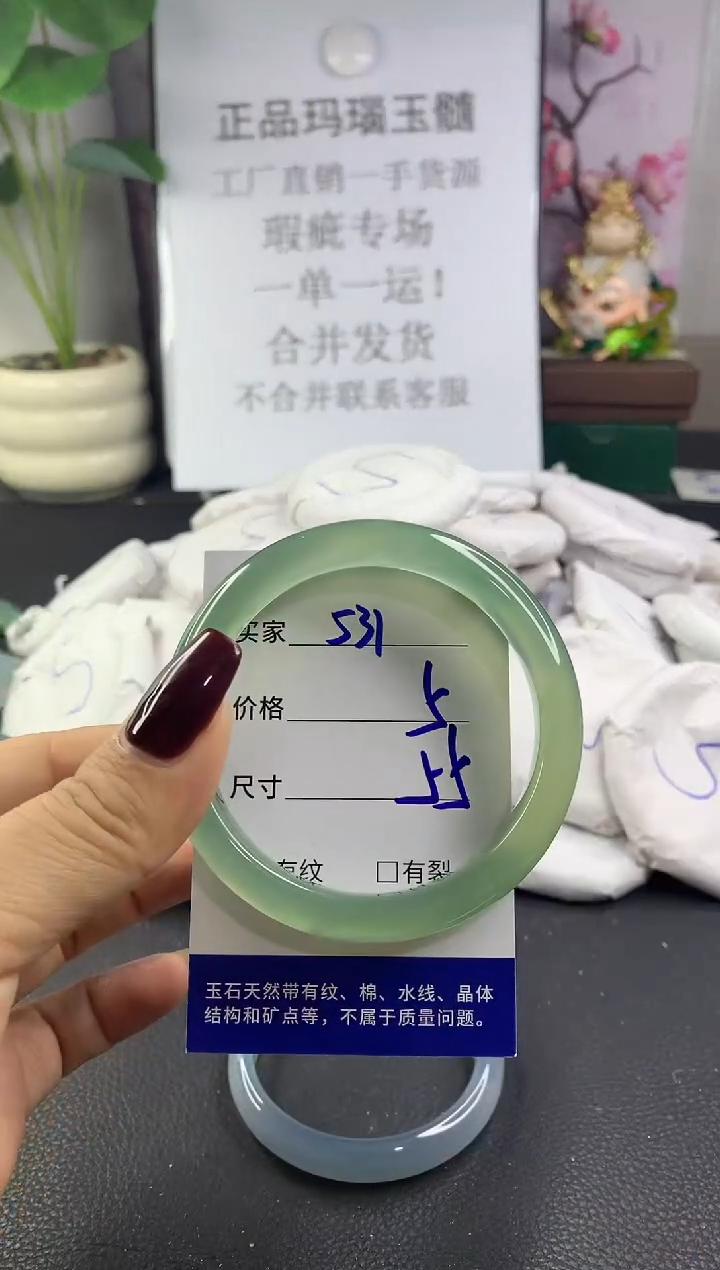 正品玛瑙玉髓
工厂直销一手货源
瑕疵专场
一单一运！
合并发货
不合并联系客服
买家 531
价格 5
尺寸 55
有纹 □有裂
玉石天然带有纹、棉、水线、晶体
结构和矿点等，不属于质量问题。